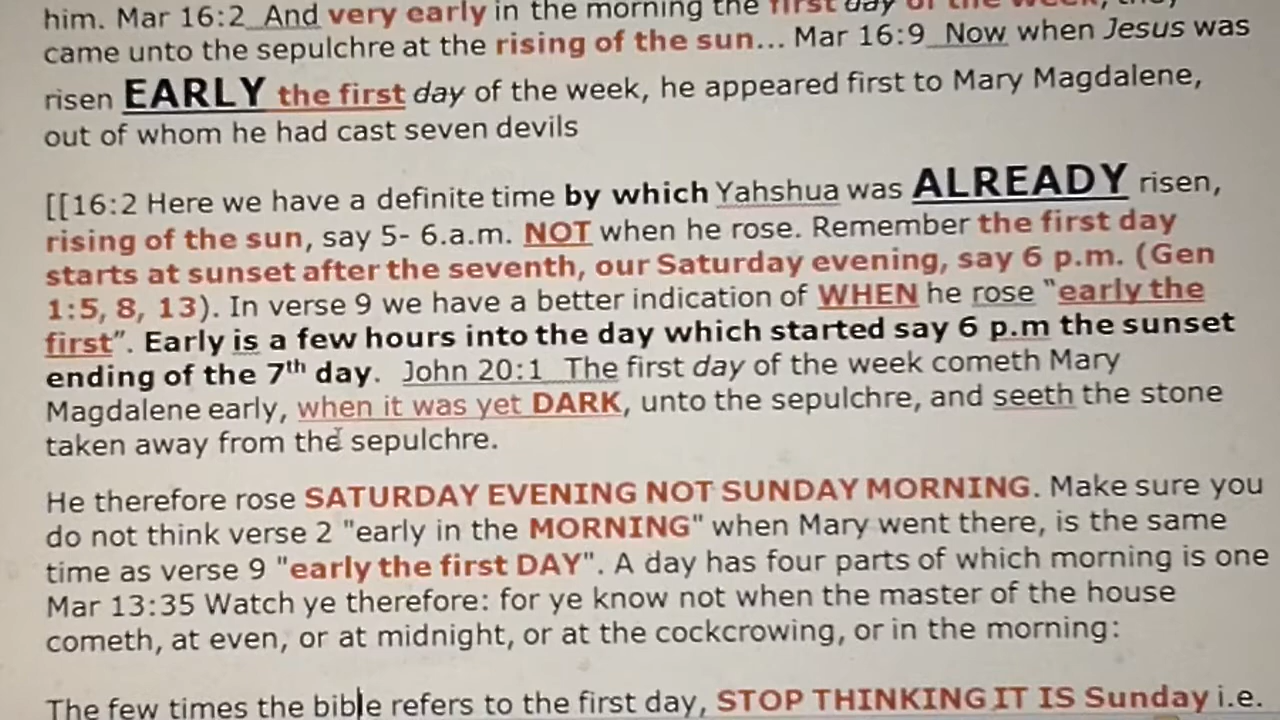 him. Mar 16:2 And very early in the morning the first day of the week, they
came unto the sepulchre at the rising of the sun... Mar 16:9 Now when Jesus was
risen EARLY the first day of the week, he appeared first to Mary Magdalene,
out of whom he had cast seven devils
[[16:2 Here we have a definite time by which Yahshua was ALREADY risen,
rising of the sun, say 5- 6.a.m. NOT when he rose. Remember the first day
starts at sunset after the seventh, our Saturday evening, say 6 p.m. (Gen
1:5, 8, 13). In verse 9 we have a better indication of WHEN he rose "early the
first". Early is a few hours into the day which started say 6 p.m the sunset
ending of the 7th day. John 20:1 The first day of the week cometh Mary
Magdalene early, when it was yet DARK, unto the sepulchre, and seeth the stone
taken away from the sepulchre.
He therefore rose SATURDAY EVENING NOT SUNDAY MORNING. Make sure you
do not think verse 2 "early in the MORNING" when Mary went there, is the same
time as verse 9 "early the first DAY". A day has four parts of which morning is one
Mar 13:35 Watch ye therefore: for ye know not when the master of the house
cometh, at even, or at midnight, or at the cockcrowing, or in the morning:
The few times the bible refers to the first day, STOP THINKING IT IS Sunday i.e.